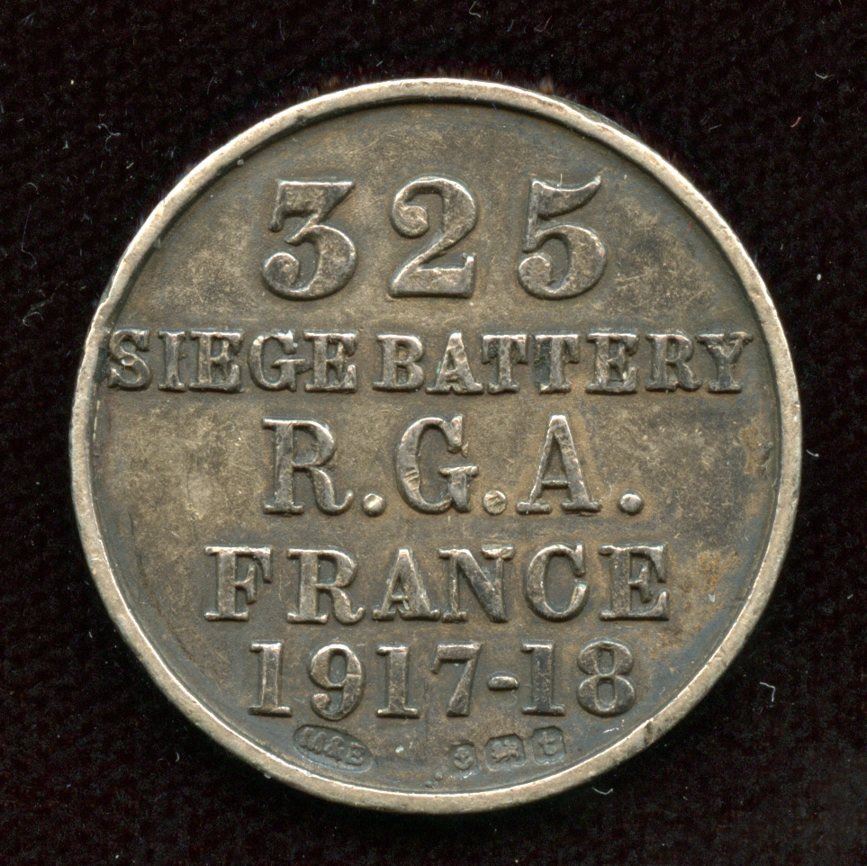 325
SIEGE BATTERY
R.G.A.
FRANCE
1917-18